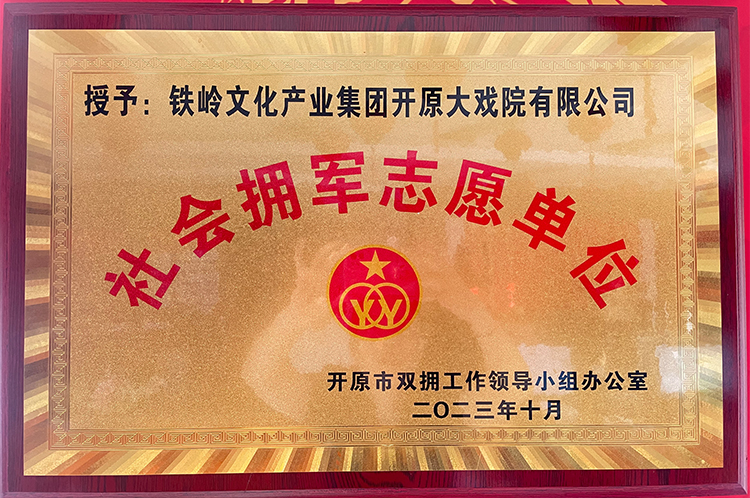 授予：铁岭文化产业集团开原大戏院有限公司
社会拥军志愿单位
YY
开原市双拥工作领导小组办公室
二〇二三年十月